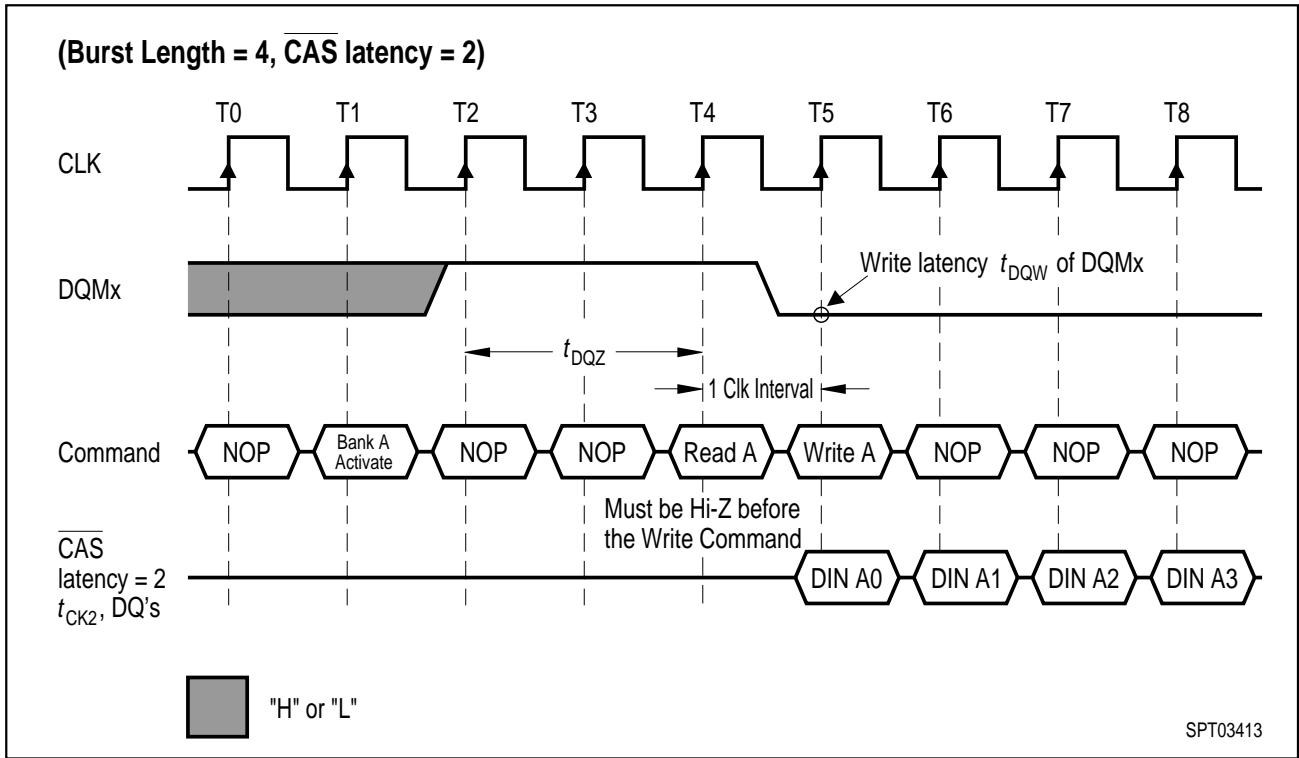 (Burst Length = 4, CAS latency = 2)
T0 T1 T2 T3 T4 T5 T6 T7 T8
CLK
Write latency tDQW of DQMx
DQMx
tDQZ
1 Clk Interval
Command NOP Bank A Activate NOP NOP Read A Write A NOP NOP NOP
Must be Hi-Z before
the Write Command
CAS
latency = 2
tCK2, DQ's
DIN A0 DIN A1 DIN A2 DIN A3
"H" or "L"
SPT03413